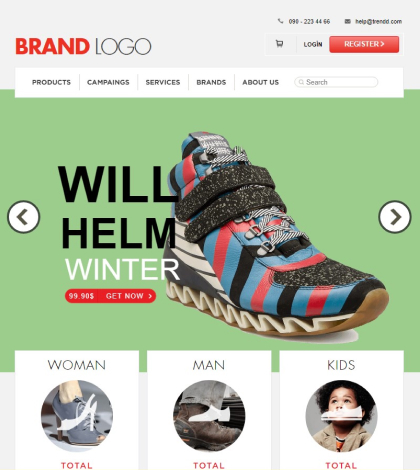 090 - 223 44 66
help@trendd.com
BRAND LOGO
LOGİN
REGISTER >
PRODUCTS
CAMPAINGS
SERVICES
BRANDS
ABOUT US
Search
WILL
HELM
WINTER
99.90$ GET NOW >
WOMAN
MAN
KIDS
TOTAL
TOTAL
TOTAL